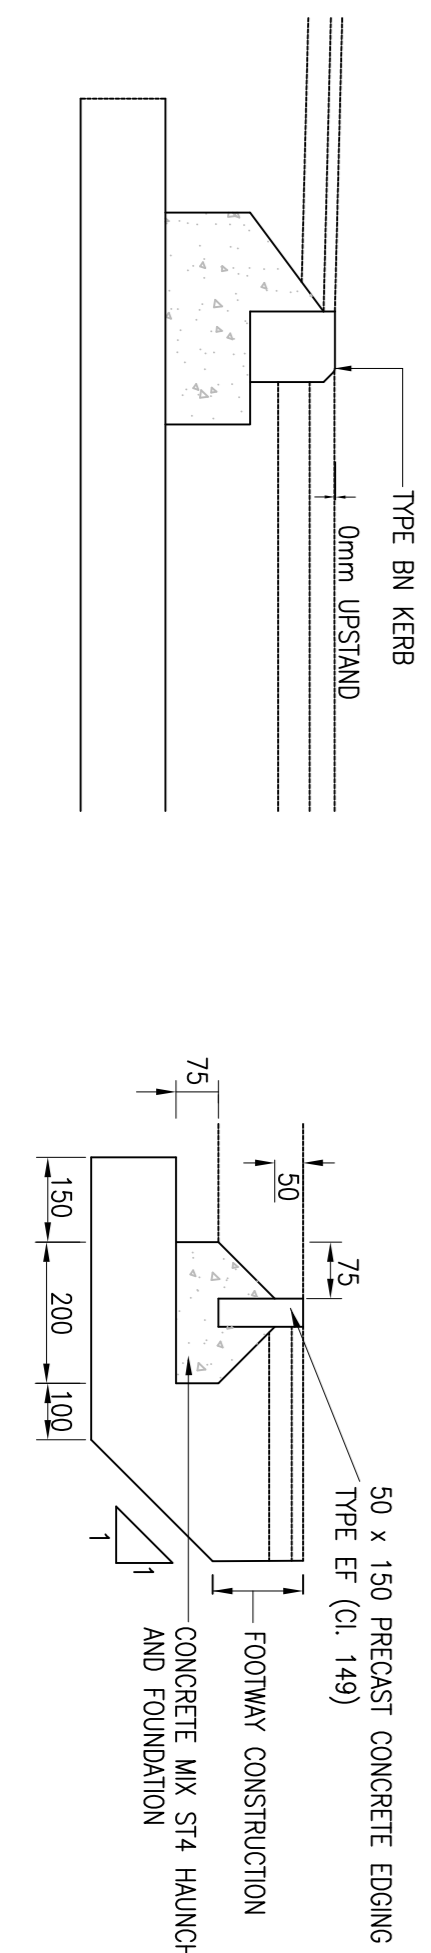 TYPE BN KERB
0mm UPSTAND
50 x 150 PRECAST CONCRETE EDGING
TYPE EF (Cl. 149)
75
50
75
150
200
100
1
1
FOOTWAY CONSTRUCTION
CONCRETE MIX ST4 HAUNCH
AND FOUNDATION